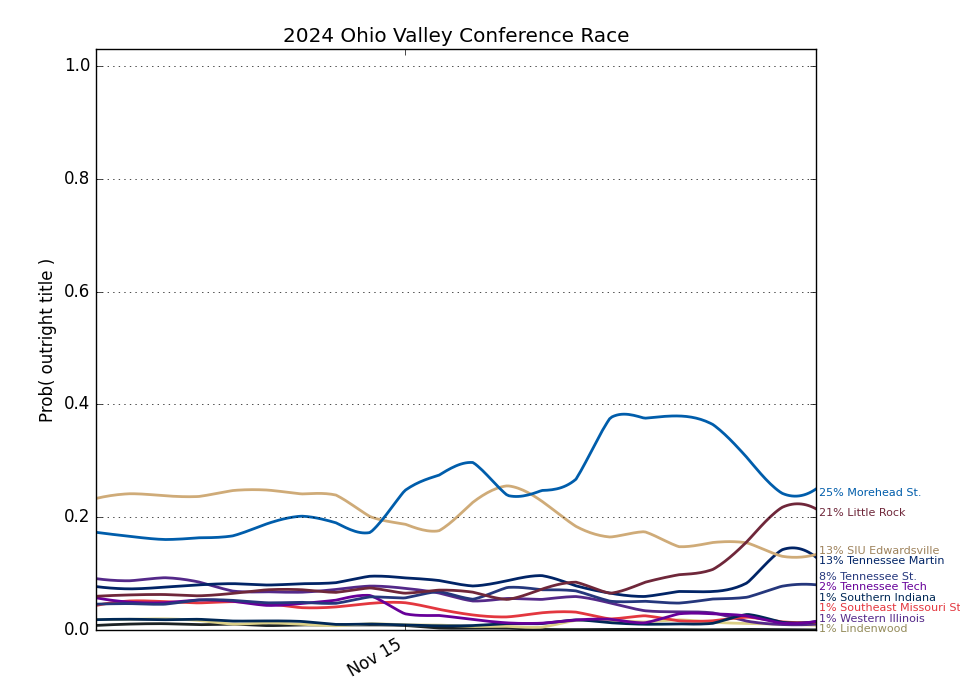 2024 Ohio Valley Conference Race
1.0
0.8
0.6
0.4
0.2
0.0
Prob( outright title )
Nov 15
25% Morehead St.
21% Little Rock
13% SIU Edwardsville
13% Tennessee Martin
8% Tennessee St.
2% Tennessee Tech
1% Southern Indiana
1% Southeast Missouri St
1% Western Illinois
1% Lindenwood